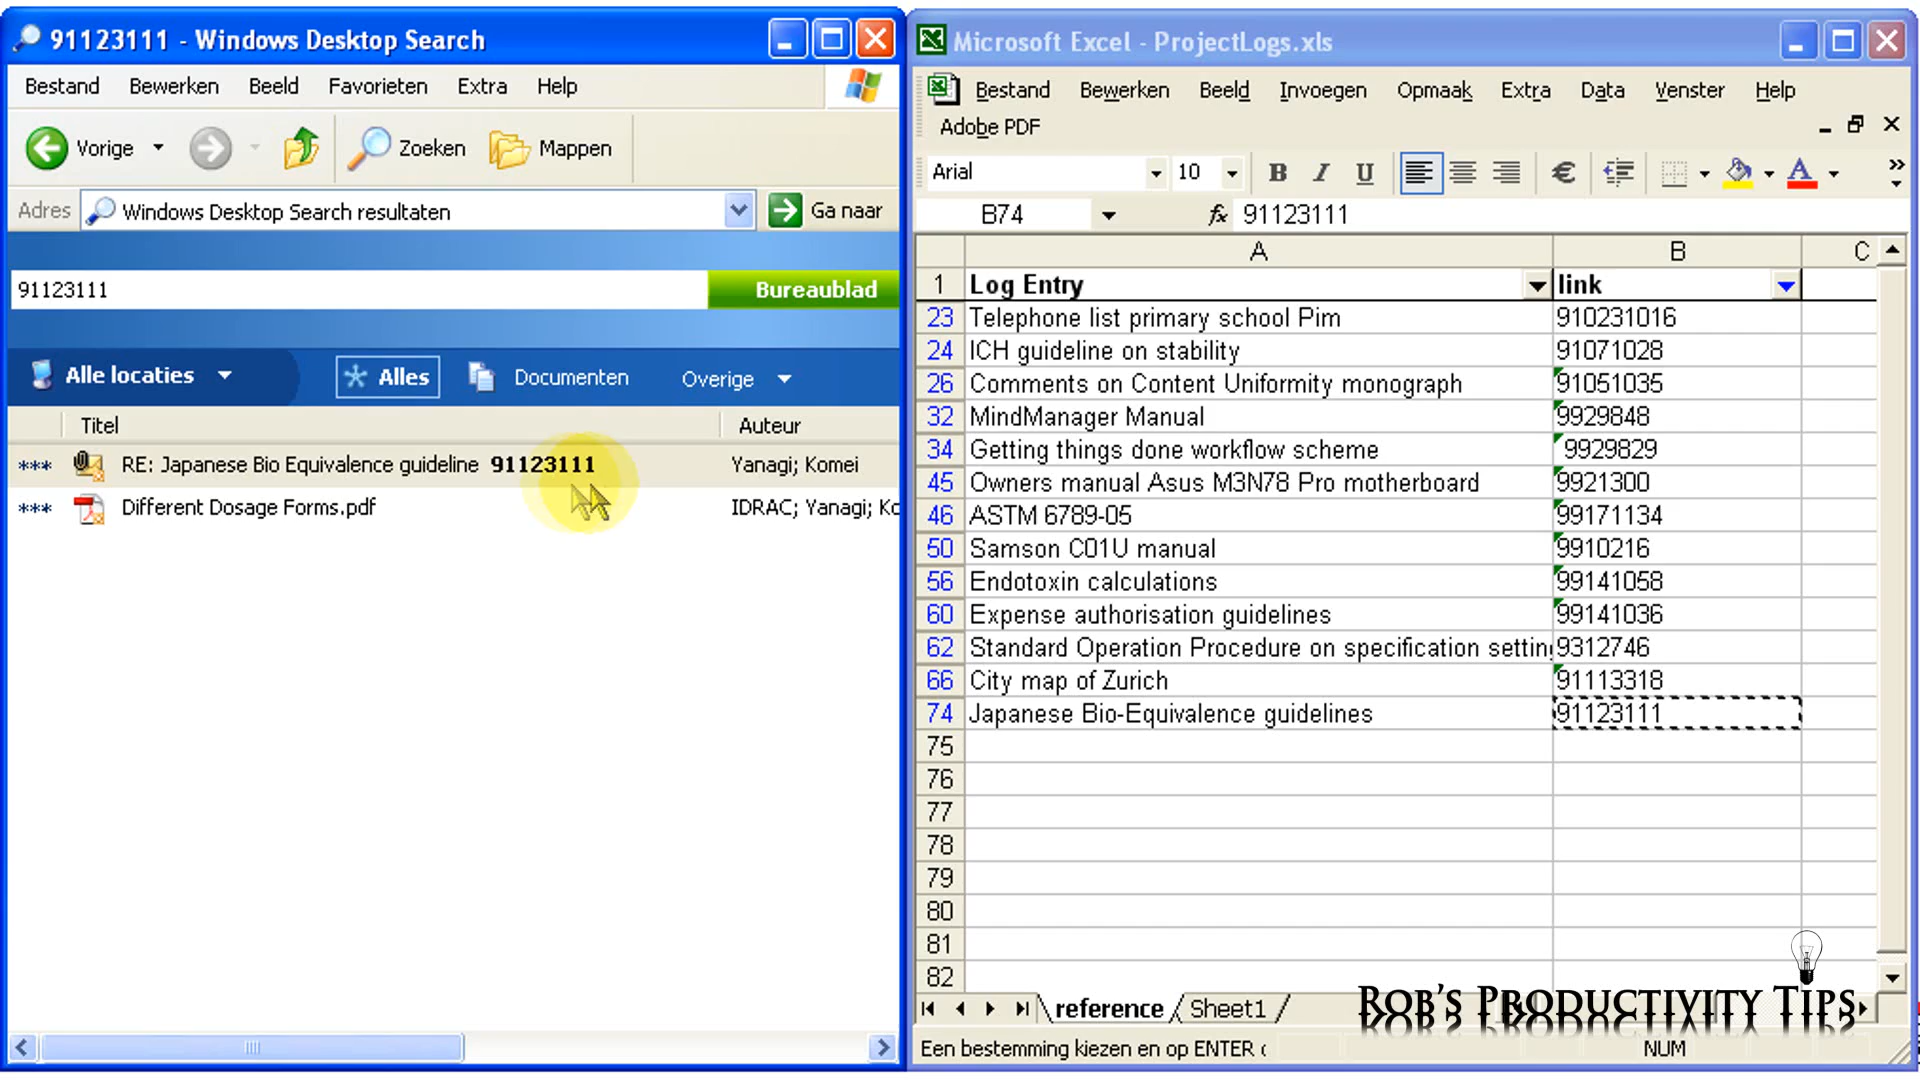 91123111 - Windows Desktop Search
Bestand Bewerken Beeld Favorieten Extra Help
Vorige Zoeken Mappen
Adres Windows Desktop Search resultaten Ga naar
91123111 Bureaublad
Alle locaties Alles Documenten Overige
Titel Auteur
*** RE: Japanese Bio Equivalence guideline 91123111 Yanagi; Komei
*** Different Dosage Forms.pdf IDRAC; Yanagi; Ko
Microsoft Excel - ProjectLogs.xls
Bestand Bewerken Beeld Invoegen Opmaak Extra Data Venster Help
Adobe PDF
Arial 10 B I U € A »
B74 fx 91123111
A B C
1 Log Entry link
23 Telephone list primary school Pim 910231016
24 ICH guideline on stability 91071028
26 Comments on Content Uniformity monograph 91051035
32 MindManager Manual 9929848
34 Getting things done workflow scheme 9929829
45 Owners manual Asus M3N78 Pro motherboard 9921300
46 ASTM 6789-05 99171134
50 Samson C01U manual 9910216
56 Endotoxin calculations 99141058
60 Expense authorisation guidelines 99141036
62 Standard Operation Procedure on specification setting 9312746
66 City map of Zurich 91113318
74 Japanese Bio-Equivalence guidelines 91123111
75
76
77
78
79
80
81
82
reference Sheet1
Rob's Productivity Tips
Een bestemming kiezen en op ENTER NUM